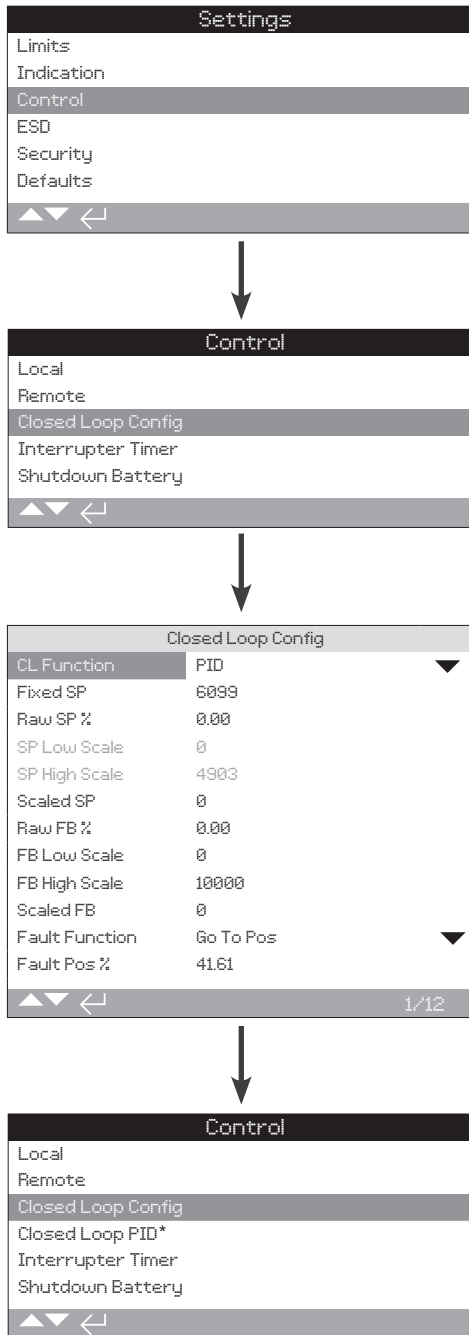 Settings
Limits
Indication
Control
ESD
Security
Defaults
Control
Local
Remote
Closed Loop Config
Interrupter Timer
Shutdown Battery
Closed Loop Config
CL Function PID
Fixed SP 6099
Raw SP % 0.00
SP Low Scale 0
SP High Scale 4903
Scaled SP 0
Raw FB % 0.00
FB Low Scale 0
FB High Scale 10000
Scaled FB 0
Fault Function Go To Pos
Fault Pos % 41.61
1/12
Control
Local
Remote
Closed Loop Config
Closed Loop PID*
Interrupter Timer
Shutdown Battery